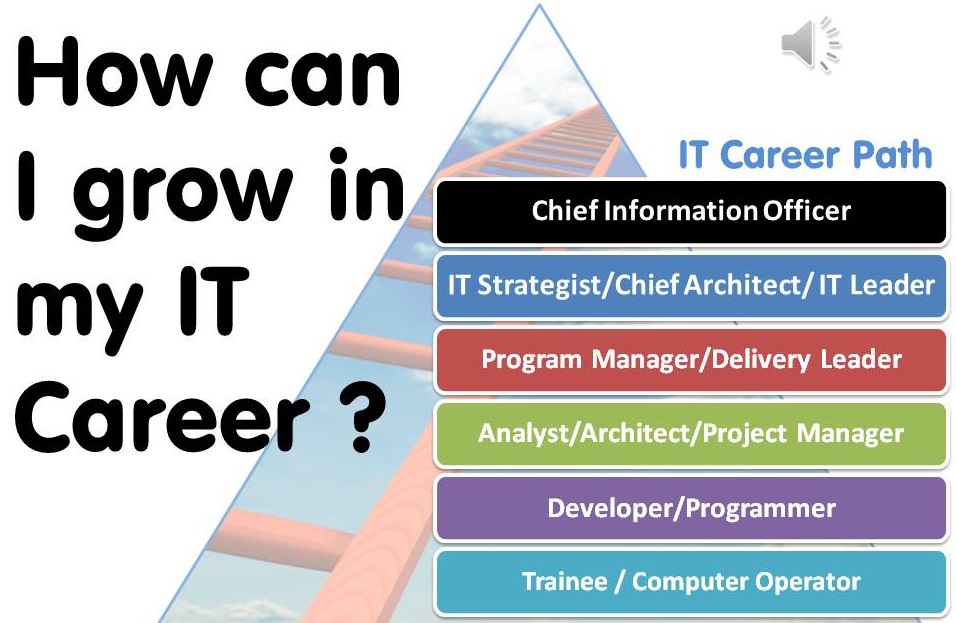 How can
I grow in
my IT
Career ?
IT Career Path
Chief Information Officer
IT Strategist/Chief Architect/ IT Leader
Program Manager/Delivery Leader
Analyst/Architect/Project Manager
Developer/Programmer
Trainee / Computer Operator